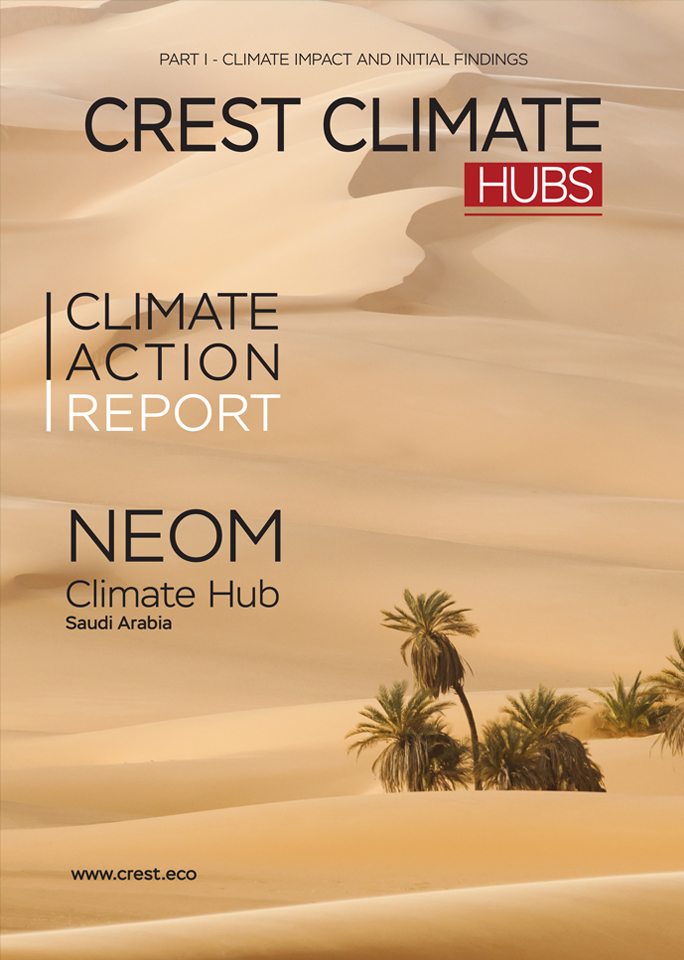 PART I - CLIMATE IMPACT AND INITIAL FINDINGS
CREST CLIMATE
HUBS
CLIMATE
ACTION
REPORT
NEOM
Climate Hub
Saudi Arabia
www.crest.eco